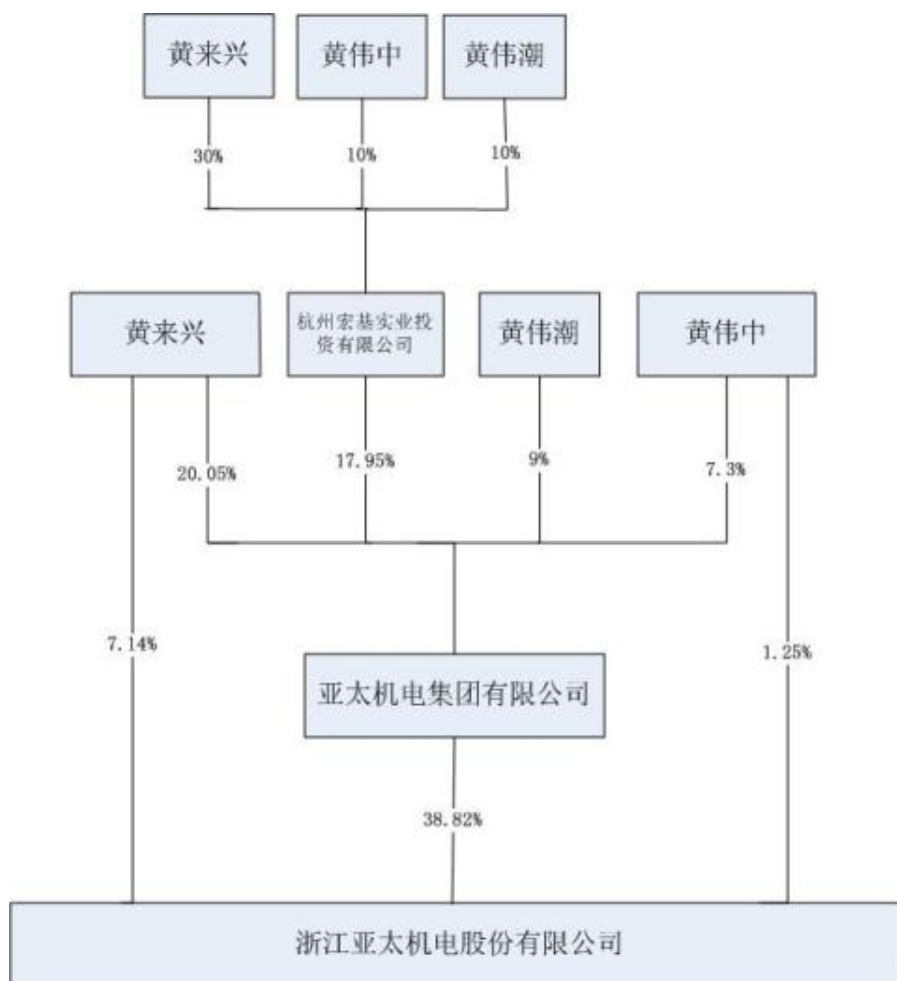 黄来兴
黄伟中
黄伟潮
30%
10%
10%
黄来兴
杭州宏基实业投
资有限公司
黄伟潮
黄伟中
20.05%
17.95%
9%
7.3%
7.14%
1.25%
亚太机电集团有限公司
38.82%
浙江亚太机电股份有限公司